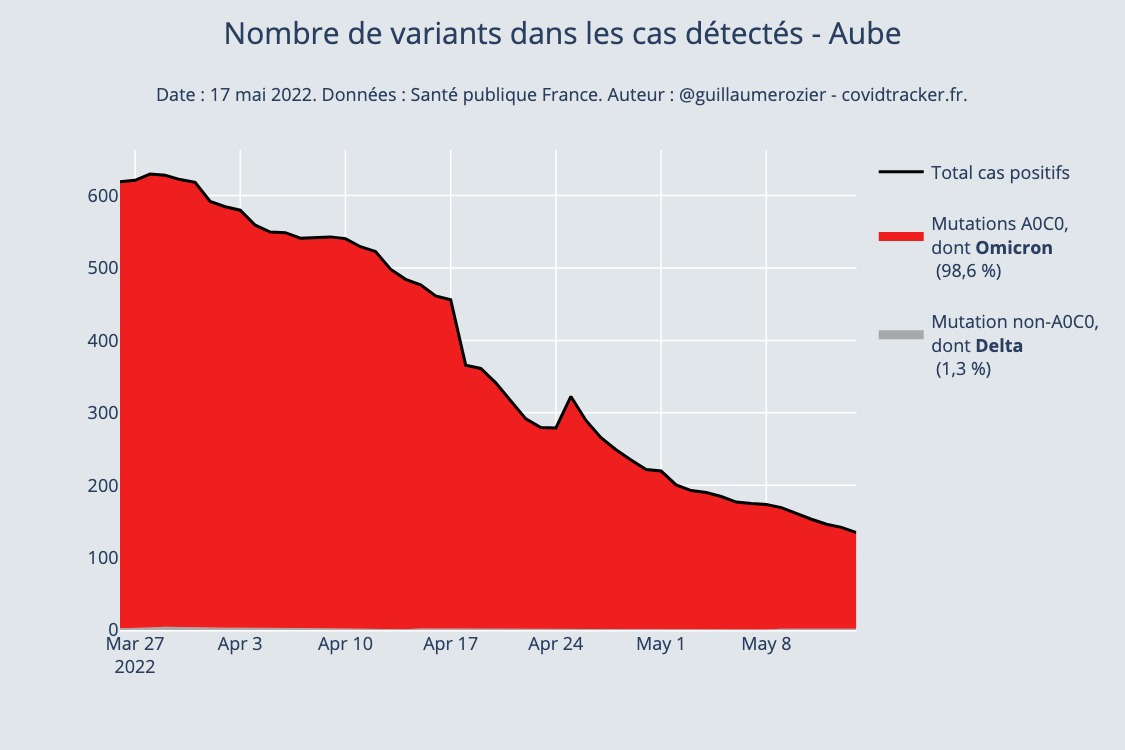 Nombre de variants dans les cas détectés - Aube
Date : 17 mai 2022. Données : Santé publique France. Auteur : @guillaumerozier - covidtracker.fr.
Total cas positifs
Mutations A0C0,
dont Omicron
(98,6 %)
Mutation non-A0C0,
dont Delta
(1,3 %)
600
500
400
300
200
100
0
Mar 27 Apr 3 Apr 10 Apr 17 Apr 24 May 1 May 8
2022